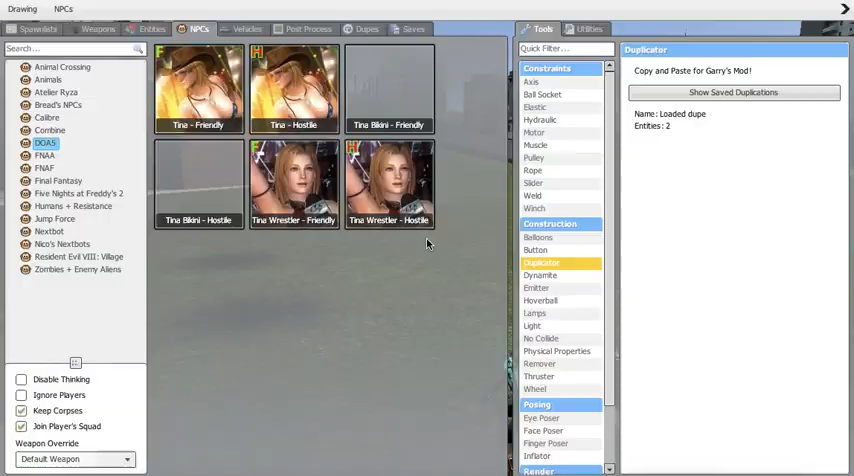 Drawing NPCs
Spawnlists Weapons Entities NPCs Vehicles Post Process Dupes Saves
Search...
Animal Crossing
Animals
Atelier Ryza
Bread's NPCs
Calibre
Combine
DOA5
FNAA
FNAF
Final Fantasy
Five Nights at Freddy's 2
Humans + Resistance
Jump Force
Nextbot
Nico's Nextbots
Resident Evil VIII: Village
Zombies + Enemy Aliens
Disable Thinking
Ignore Players
Keep Corpses
Join Player's Squad
Weapon Override
Default Weapon
F
Tina - Friendly
H
Tina - Hostile
Tina Bikini - Friendly
Tina Bikini - Hostile
F
Tina Wrestler - Friendly
H
Tina Wrestler - Hostile
Tools Utilities
Quick Filter...
Constraints
Axis
Ball Socket
Elastic
Hydraulic
Motor
Muscle
Pulley
Rope
Slider
Weld
Winch
Construction
Balloons
Button
Duplicator
Dynamite
Emitter
Hoverball
Lamps
Light
No Collide
Physical Properties
Remover
Thruster
Wheel
Posing
Eye Poser
Face Poser
Finger Poser
Inflator
Render
Duplicator
Copy and Paste for Garry's Mod!
Show Saved Duplications
Name: Loaded dupe
Entities: 2